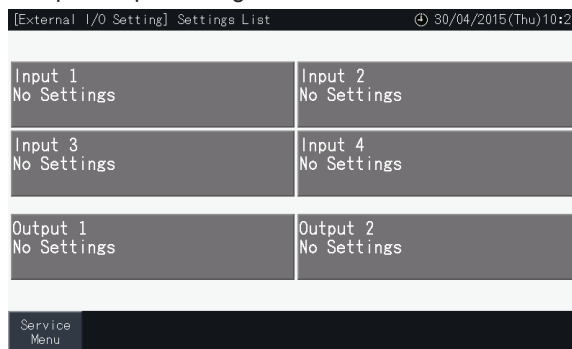 [External I/O Setting] Settings List 30/04/2015(Thu)10:2
Input 1
No Settings
Input 2
No Settings
Input 3
No Settings
Input 4
No Settings
Output 1
No Settings
Output 2
No Settings
Service
Menu